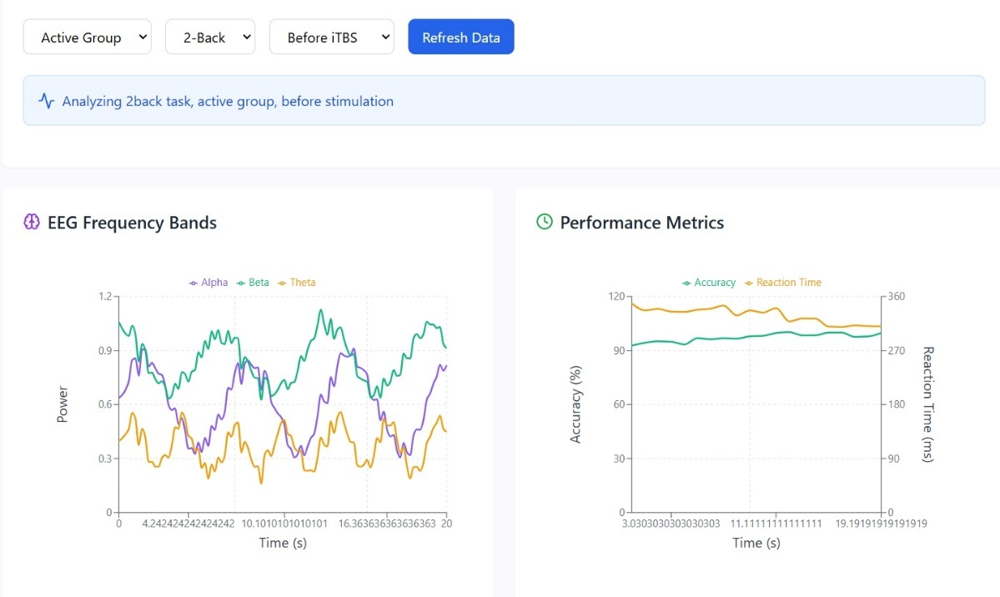 Active Group 2-Back Before iTBS Refresh Data
Analyzing 2back task, active group, before stimulation
EEG Frequency Bands
Alpha Beta Theta
1.2
0.9
0.6
0.3
0
Power
0 4.242424242424242 10.1010101010101 16.363636363636363 20
Time (s)
Performance Metrics
Accuracy Reaction Time
120
90
60
30
0
Accuracy (%)
360
270
180
90
0
Reaction Time (ms)
3.0303030303030303 11.11111111111111 19.19191919191919
Time (s)